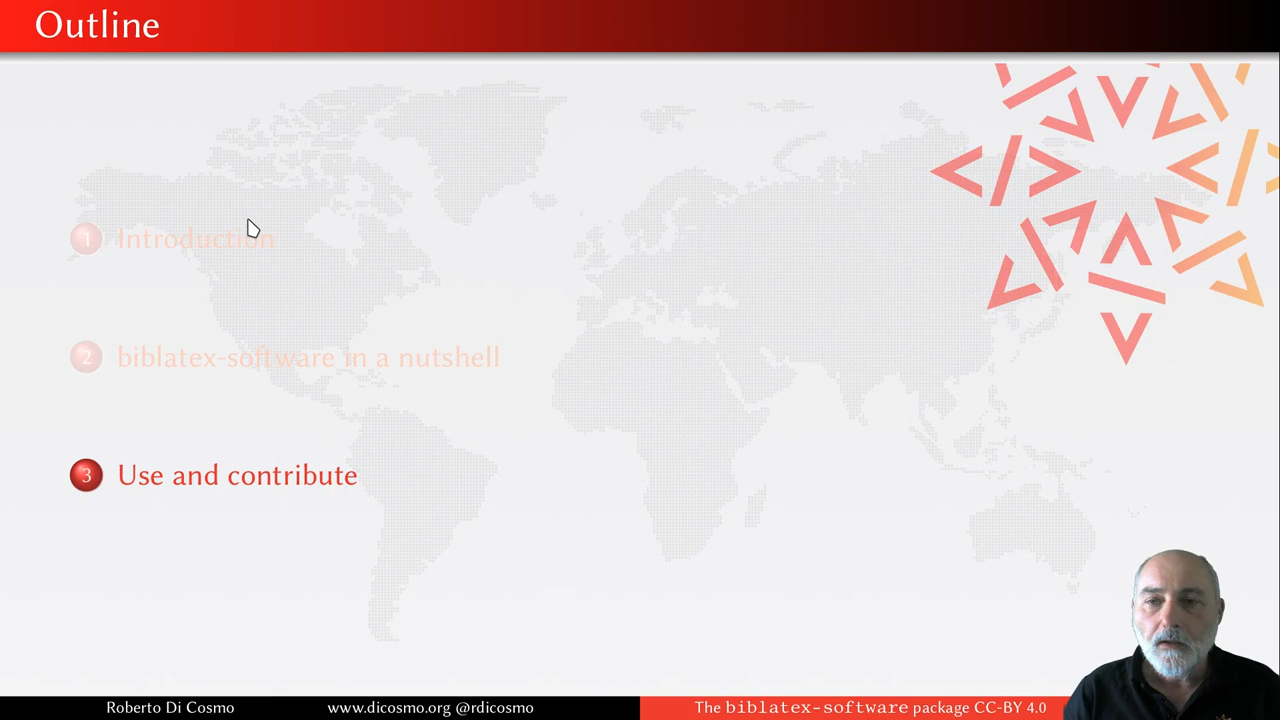 Outline
1 Introduction
2 biblatex-software in a nutshell
3 Use and contribute
Roberto Di Cosmo www.dicosmo.org @rdicosmo The biblatex-software package CC-BY 4.0